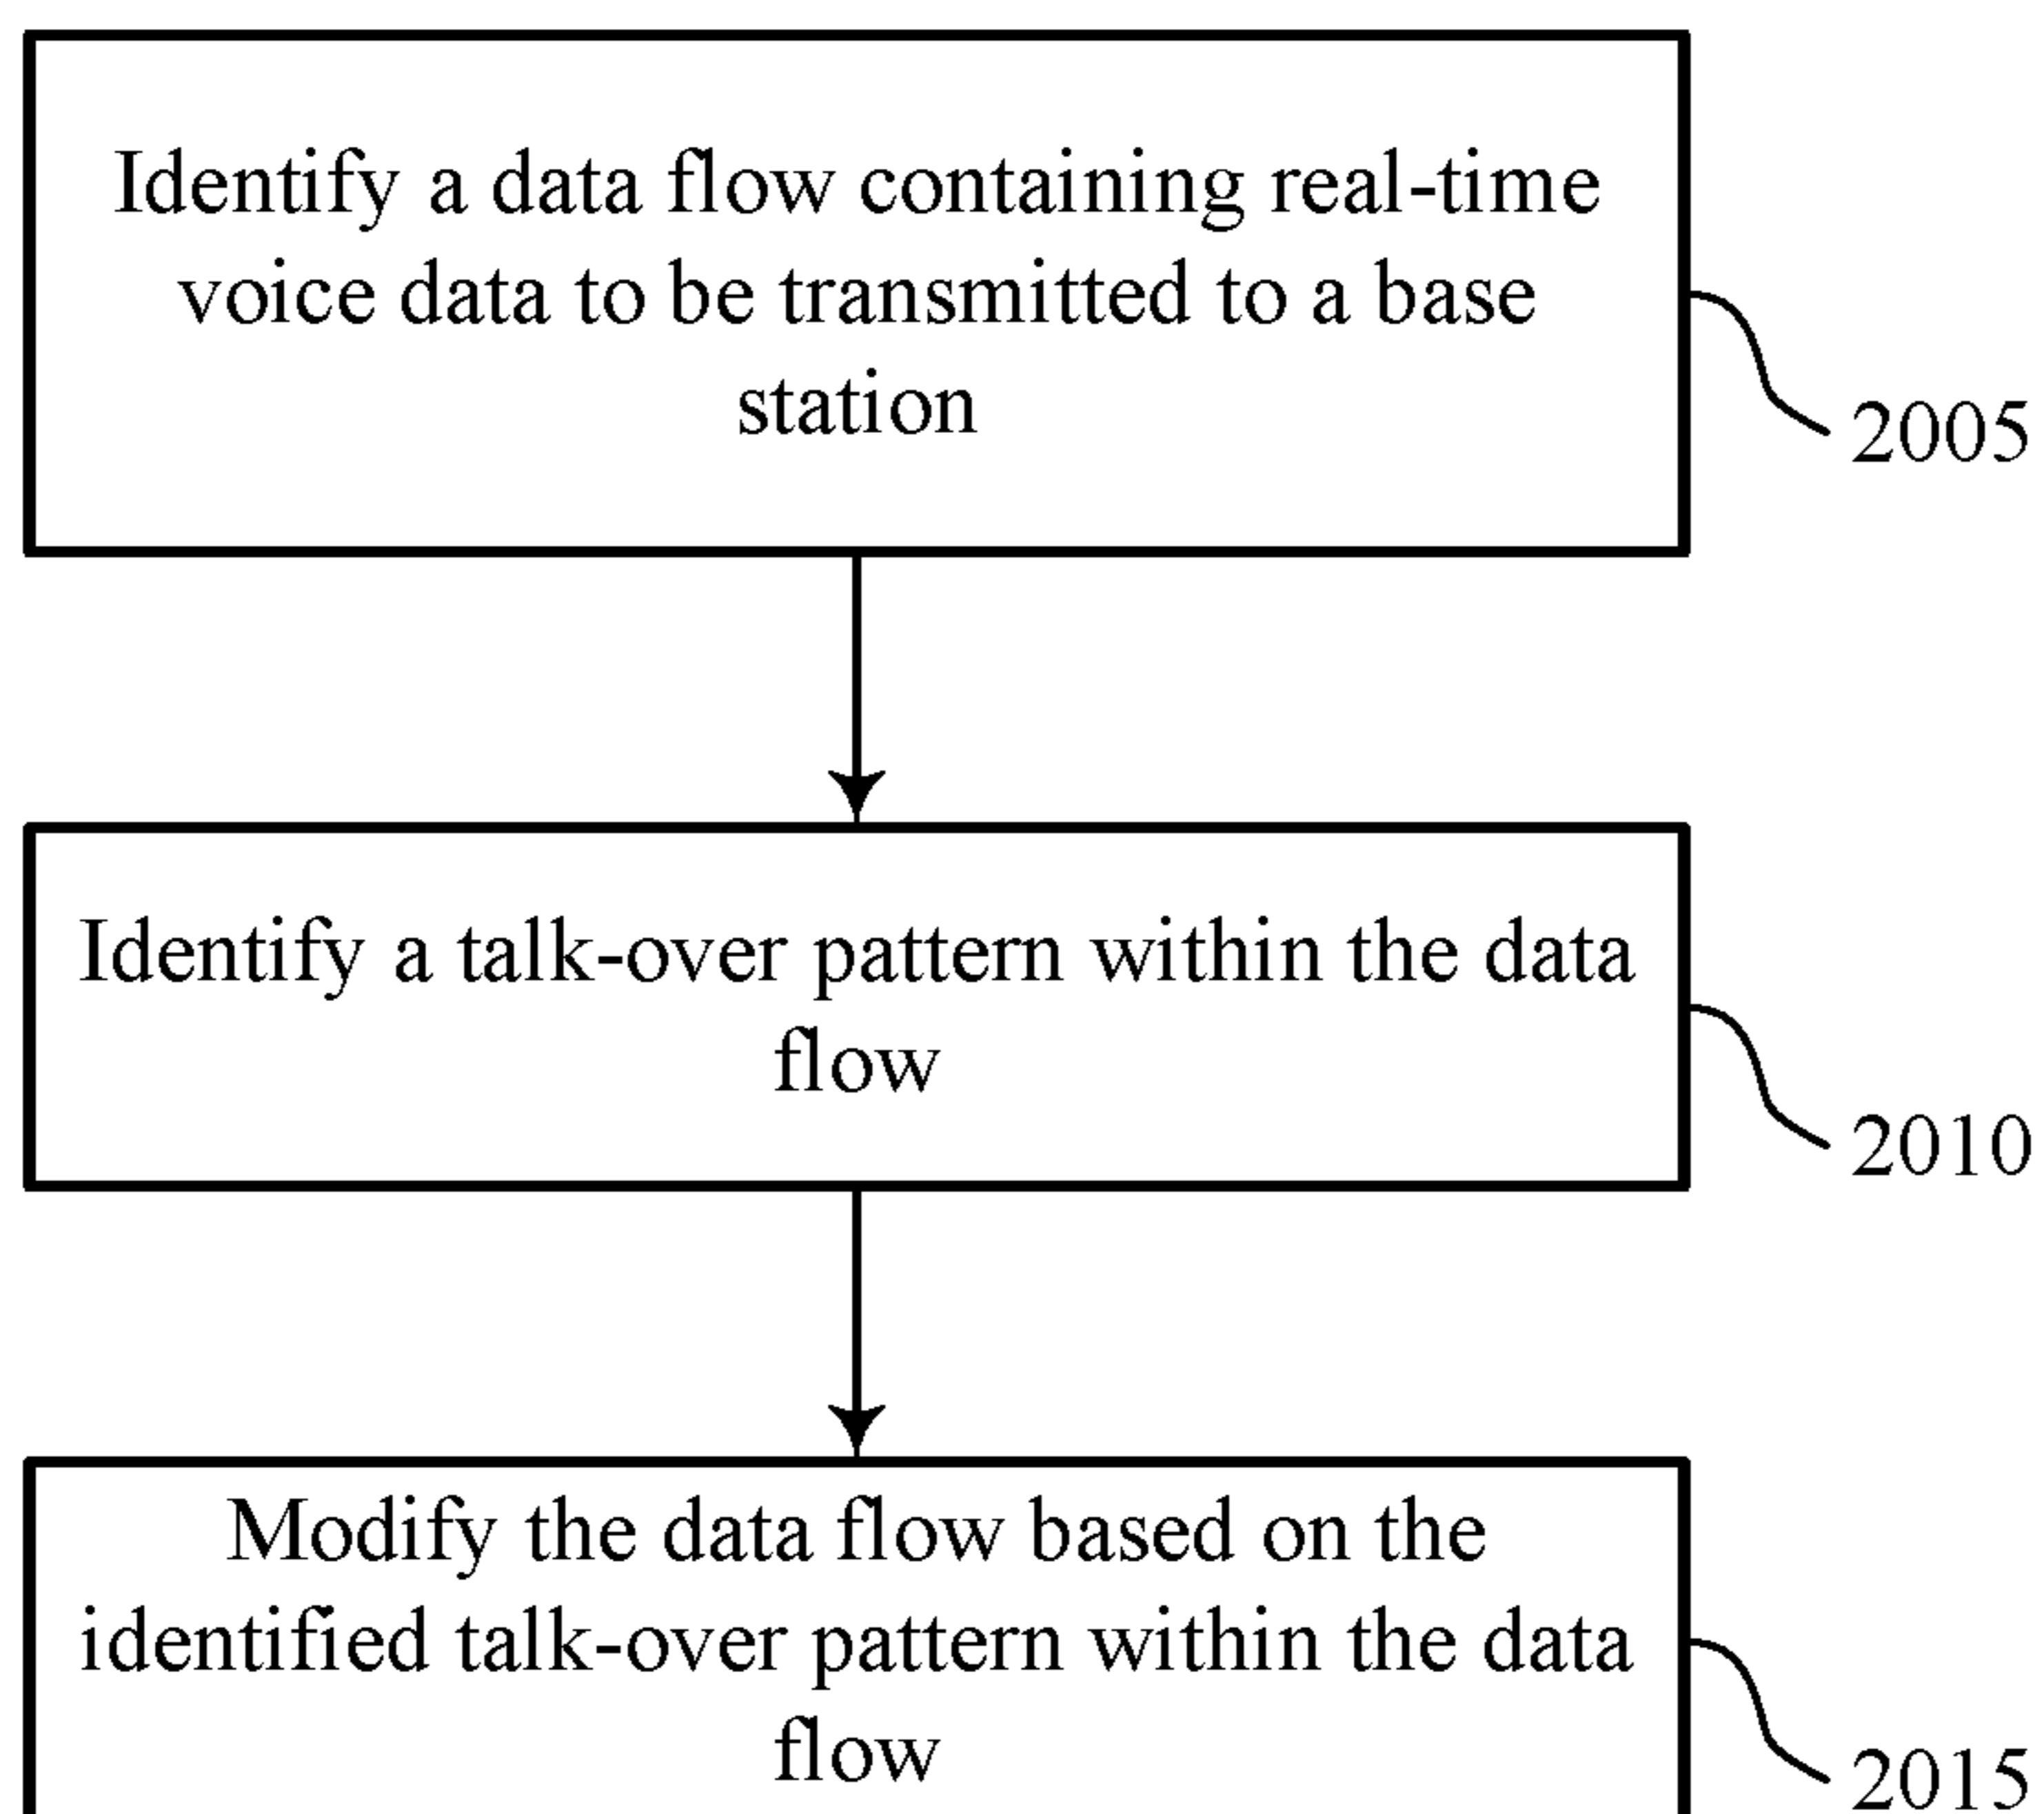 Identify a data flow containing real-time
voice data to be transmitted to a base
station
2005
Identify a talk-over pattern within the data
flow
2010
Modify the data flow based on the
identified talk-over pattern within the data
flow
2015